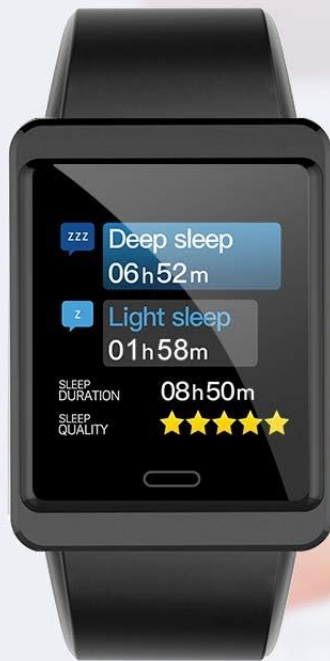 zzz
Deep sleep
06h52m
z
Light sleep
01h58m
SLEEP
DURATION
08h50m
SLEEP
QUALITY